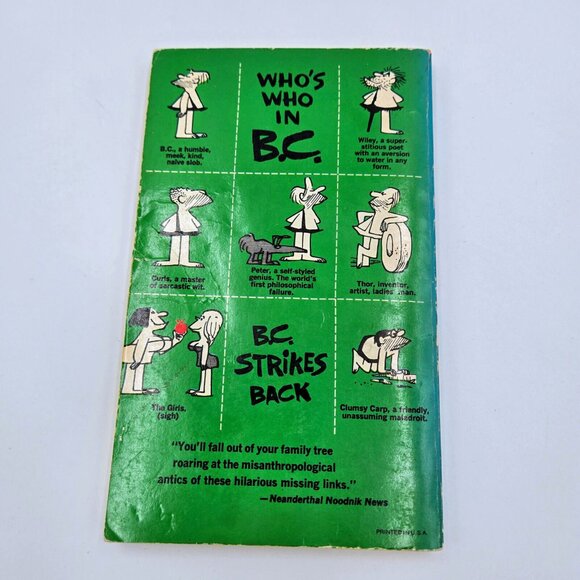 WHO'S
WHO
IN
B.C.
B.C., a humble,
meek, kind,
naive slob.
Wiley, a super-
stitious poet
with an aversion
to water in any
form.
Curls, a master
of sarcastic wit.
Peter, a self-styled
genius. The world's
first philosophical
failure.
Thor, inventor,
artist, ladies' man.
The Girls,
(sigh)
B.C.
STRIKES
BACK
Clumsy Carp, a friendly,
unassuming maladroit.
"You'll fall out of your family tree
roaring at the misanthropological
antics of these hilarious missing links."
—Neanderthal Noodnik News
PRINTED IN U.S.A.